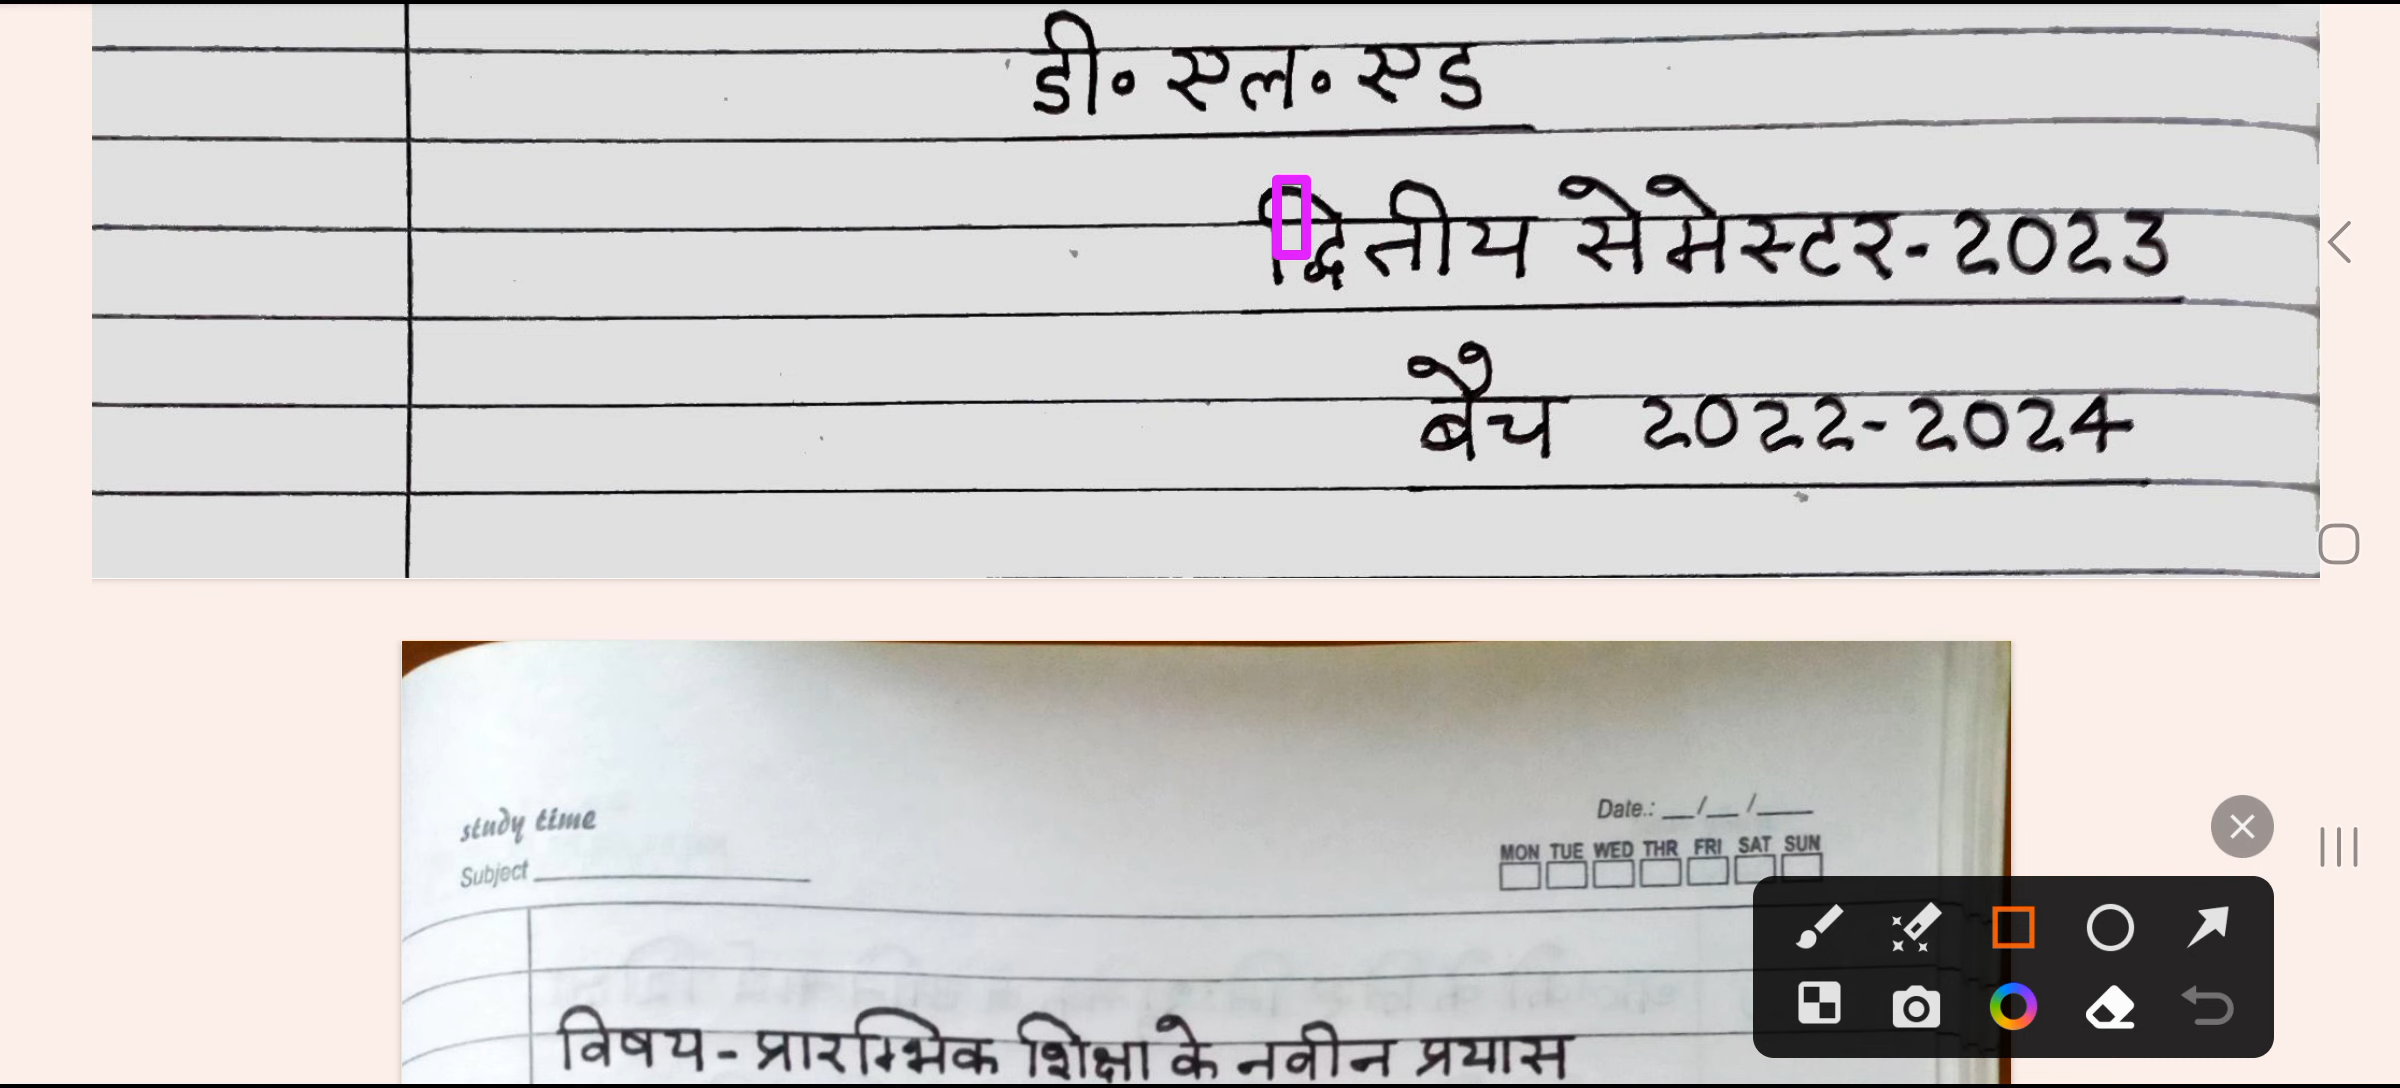 डी॰ एल॰ एड
द्वितीय सेमेस्टर-2023
बैच 2022-2024
study time
Date.: __/__/____
MON TUE WED THR FRI SAT SUN
Subject
विषय-प्रारम्भिक शिक्षा के नवीन प्रयास